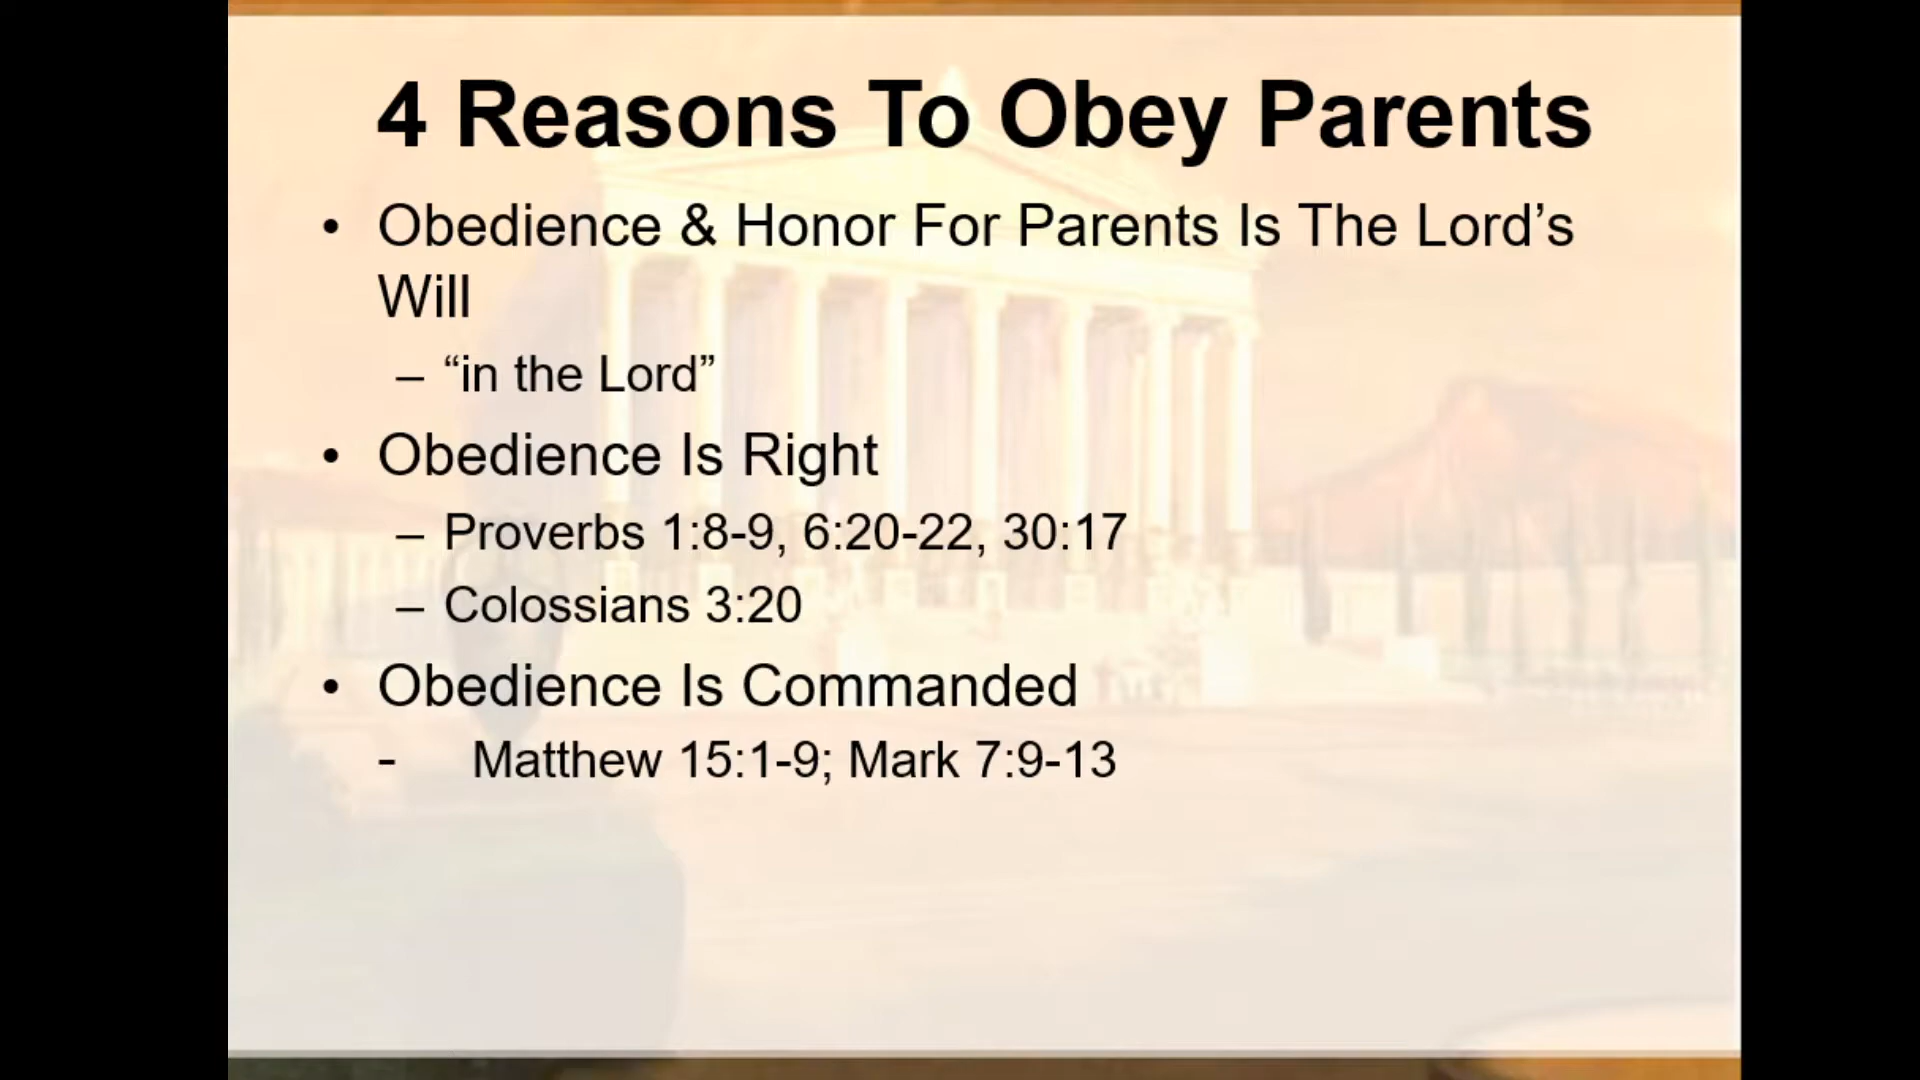 4 Reasons To Obey Parents
• Obedience & Honor For Parents Is The Lord’s
Will
– “in the Lord”
• Obedience Is Right
– Proverbs 1:8-9, 6:20-22, 30:17
– Colossians 3:20
• Obedience Is Commanded
- Matthew 15:1-9; Mark 7:9-13